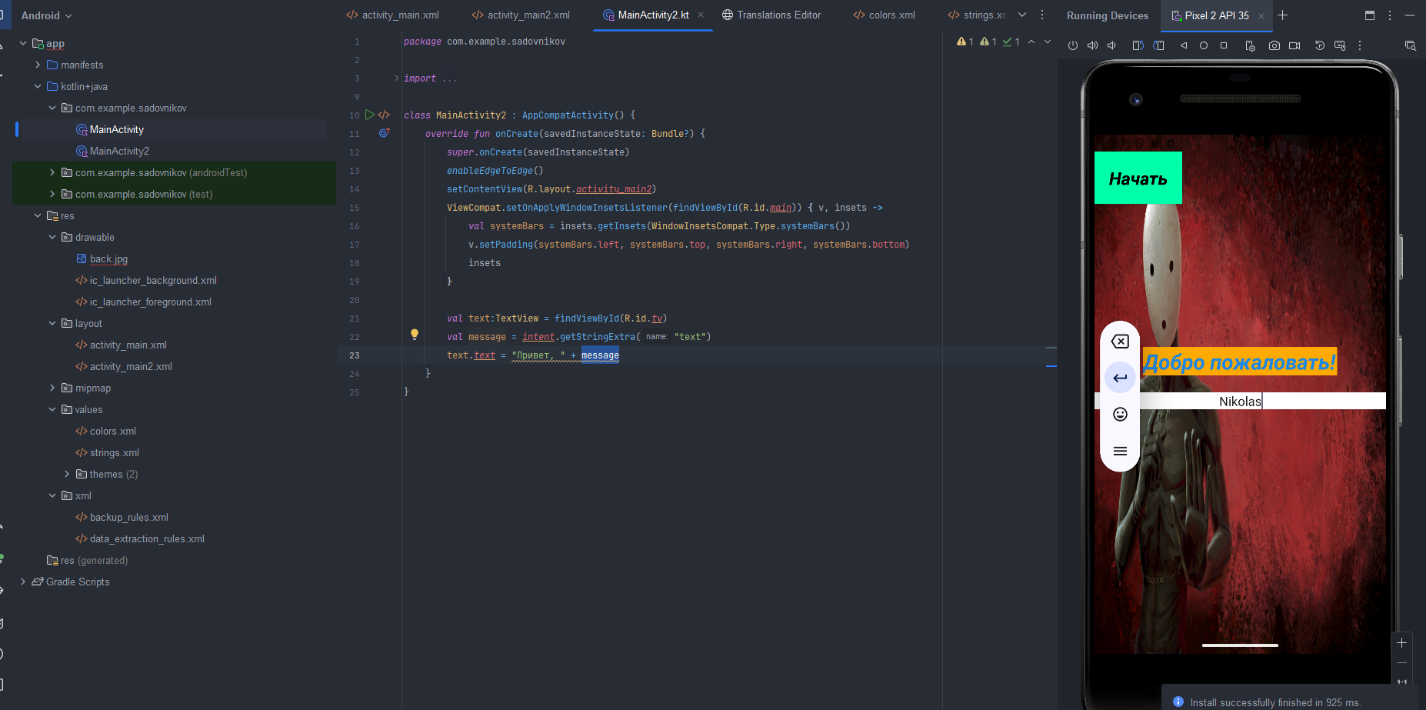 Android
app
manifests
kotlin+java
com.example.sadovnikov
MainActivity
MainActivity2
com.example.sadovnikov (androidTest)
com.example.sadovnikov (test)
res
drawable
back.jpg
ic_launcher_background.xml
ic_launcher_foreground.xml
layout
activity_main.xml
activity_main2.xml
mipmap
values
colors.xml
strings.xml
themes (2)
xml
backup_rules.xml
data_extraction_rules.xml
res (generated)
Gradle Scripts
activity_main.xml activity_main2.xml MainActivity2.kt Translations Editor colors.xml strings.x
1 1 1
1 package com.example.sadovnikov
2
3 import ...
9
10 class MainActivity2 : AppCompatActivity() {
11 override fun onCreate(savedInstanceState: Bundle?) {
12 super.onCreate(savedInstanceState)
13 enableEdgeToEdge()
14 setContentView(R.layout.activity_main2)
15 ViewCompat.setOnApplyWindowInsetsListener(findViewById(R.id.main)) { v, insets ->
16 val systemBars = insets.getInsets(WindowInsetsCompat.Type.systemBars())
17 v.setPadding(systemBars.left, systemBars.top, systemBars.right, systemBars.bottom)
18 insets
19 }
20
21 val text:TextView = findViewById(R.id.tv)
22 val message = intent.getStringExtra( name: "text")
23 text.text = "Привет, " + message
24 }
25 }
Running Devices Pixel 2 API 35
Начать
Добро пожаловать!
Nikolas
1:1
Install successfully finished in 925 ms.